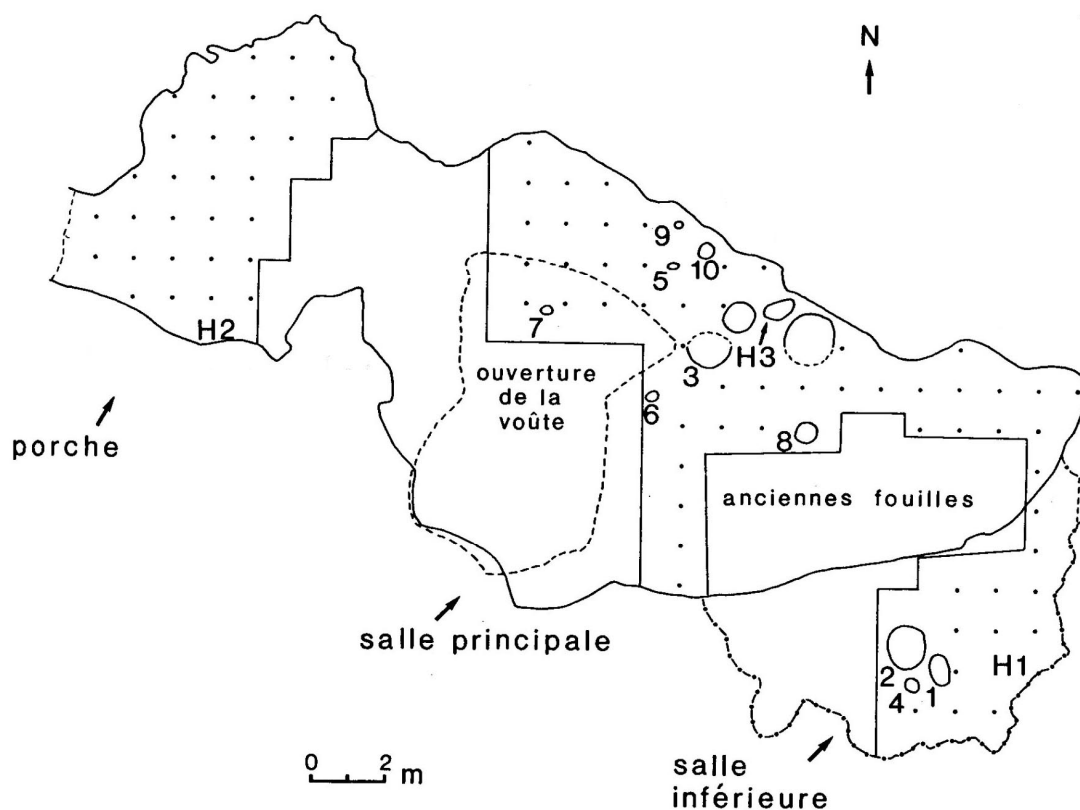 N
9
5
10
7
H2
H3
3
ouverture
de la
voûte
6
porche
8
anciennes fouilles
salle principale
H1
2
4
1
0 2 m
salle
inférieure